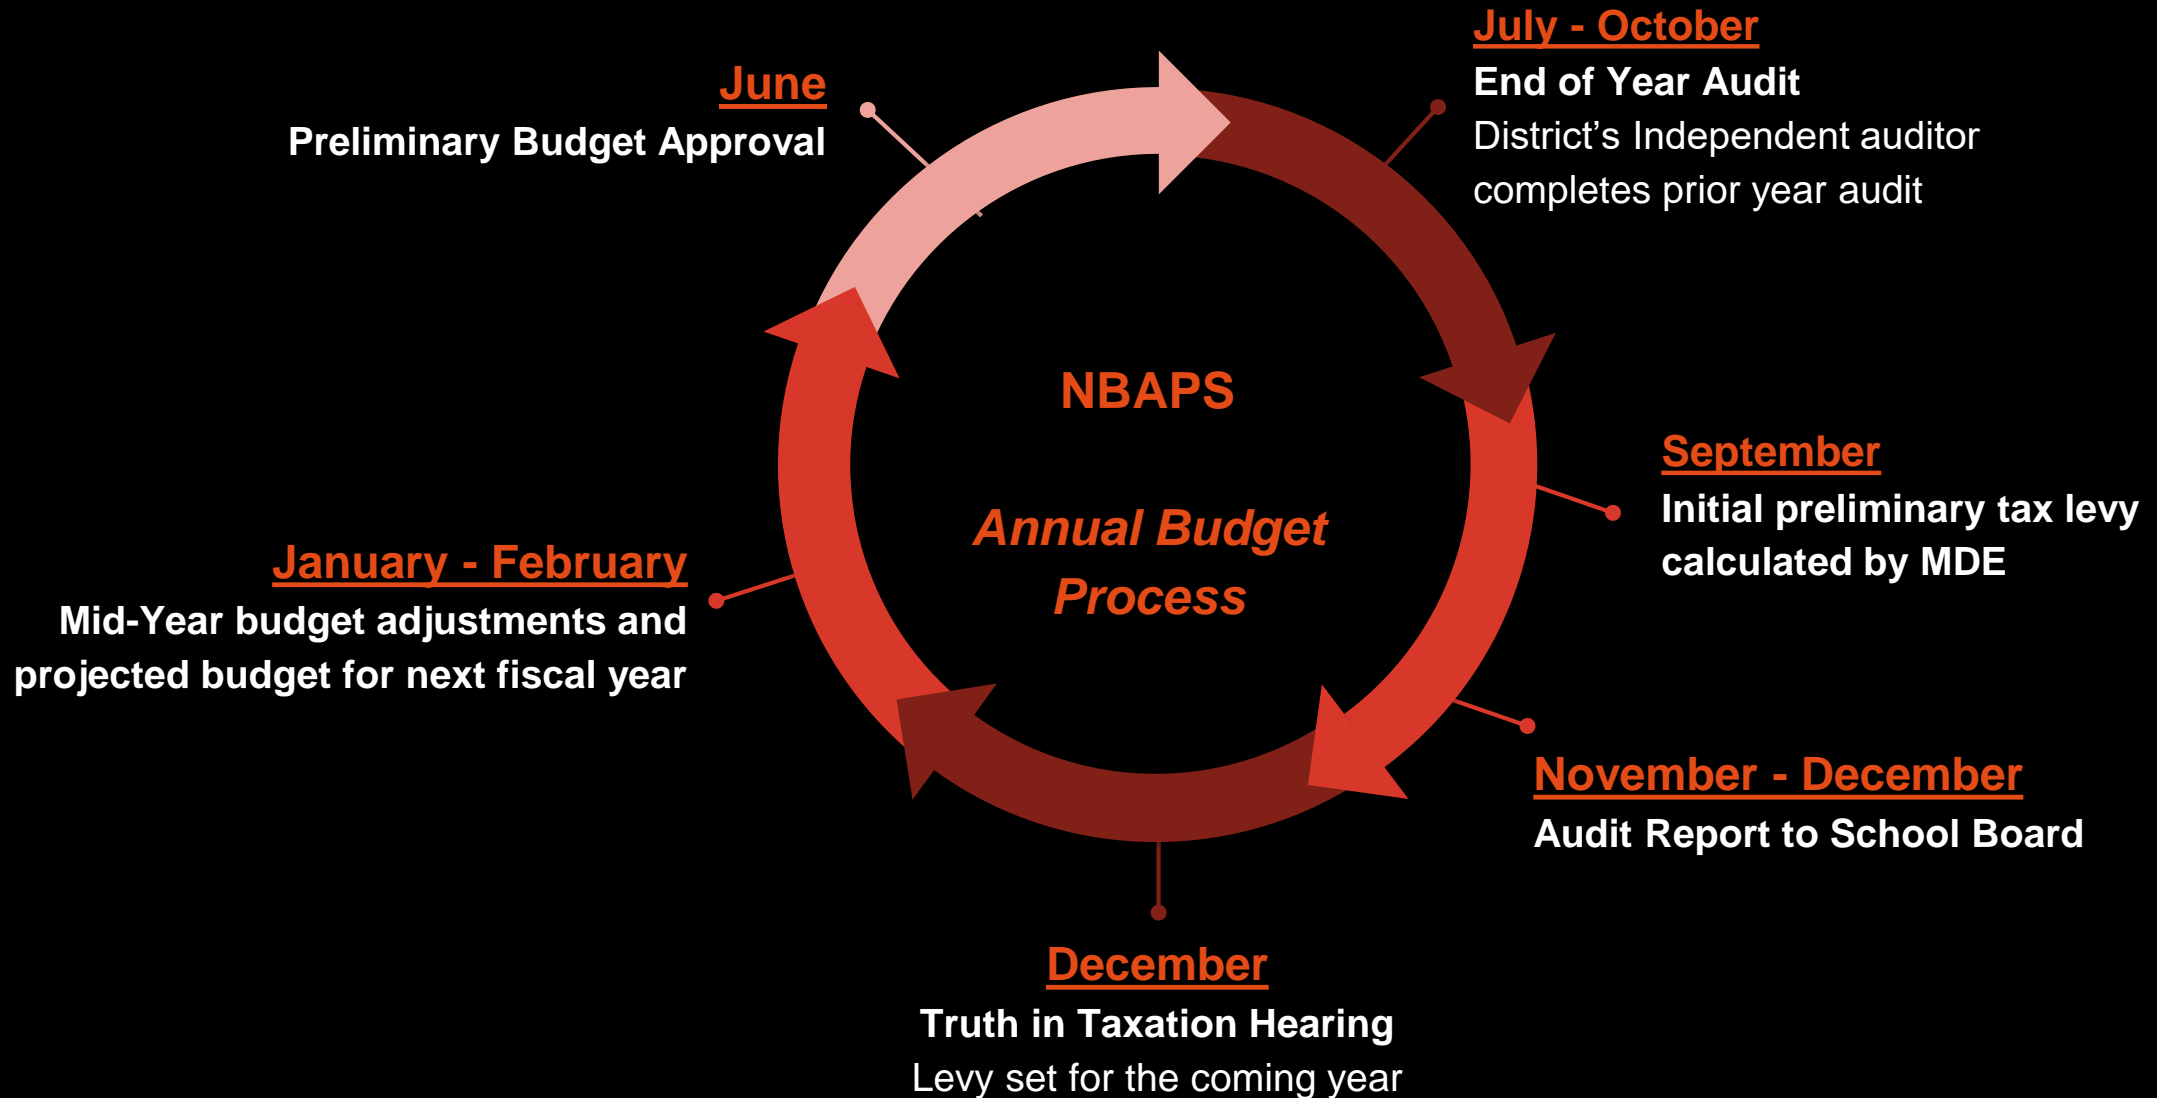 June
Preliminary Budget Approval
July - October
End of Year Audit
District’s Independent auditor
completes prior year audit
NBAPS
Annual Budget
Process
September
Initial preliminary tax levy
calculated by MDE
January - February
Mid-Year budget adjustments and
projected budget for next fiscal year
November - December
Audit Report to School Board
December
Truth in Taxation Hearing
Levy set for the coming year